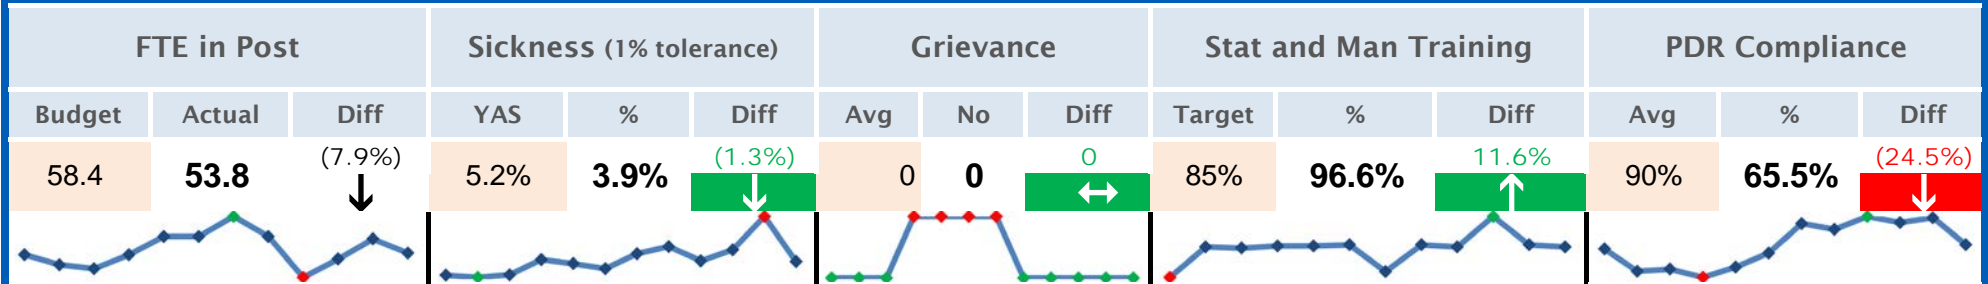 FTE in Post Sickness (1% tolerance) Grievance Stat and Man Training PDR Compliance
Budget Actual Diff YAS % Diff Avg No Diff Target % Diff Avg % Diff
58.4 53.8 (7.9%) 5.2% 3.9% (1.3%) 0 0 0 85% 96.6% 11.6% 90% 65.5% (24.5%)